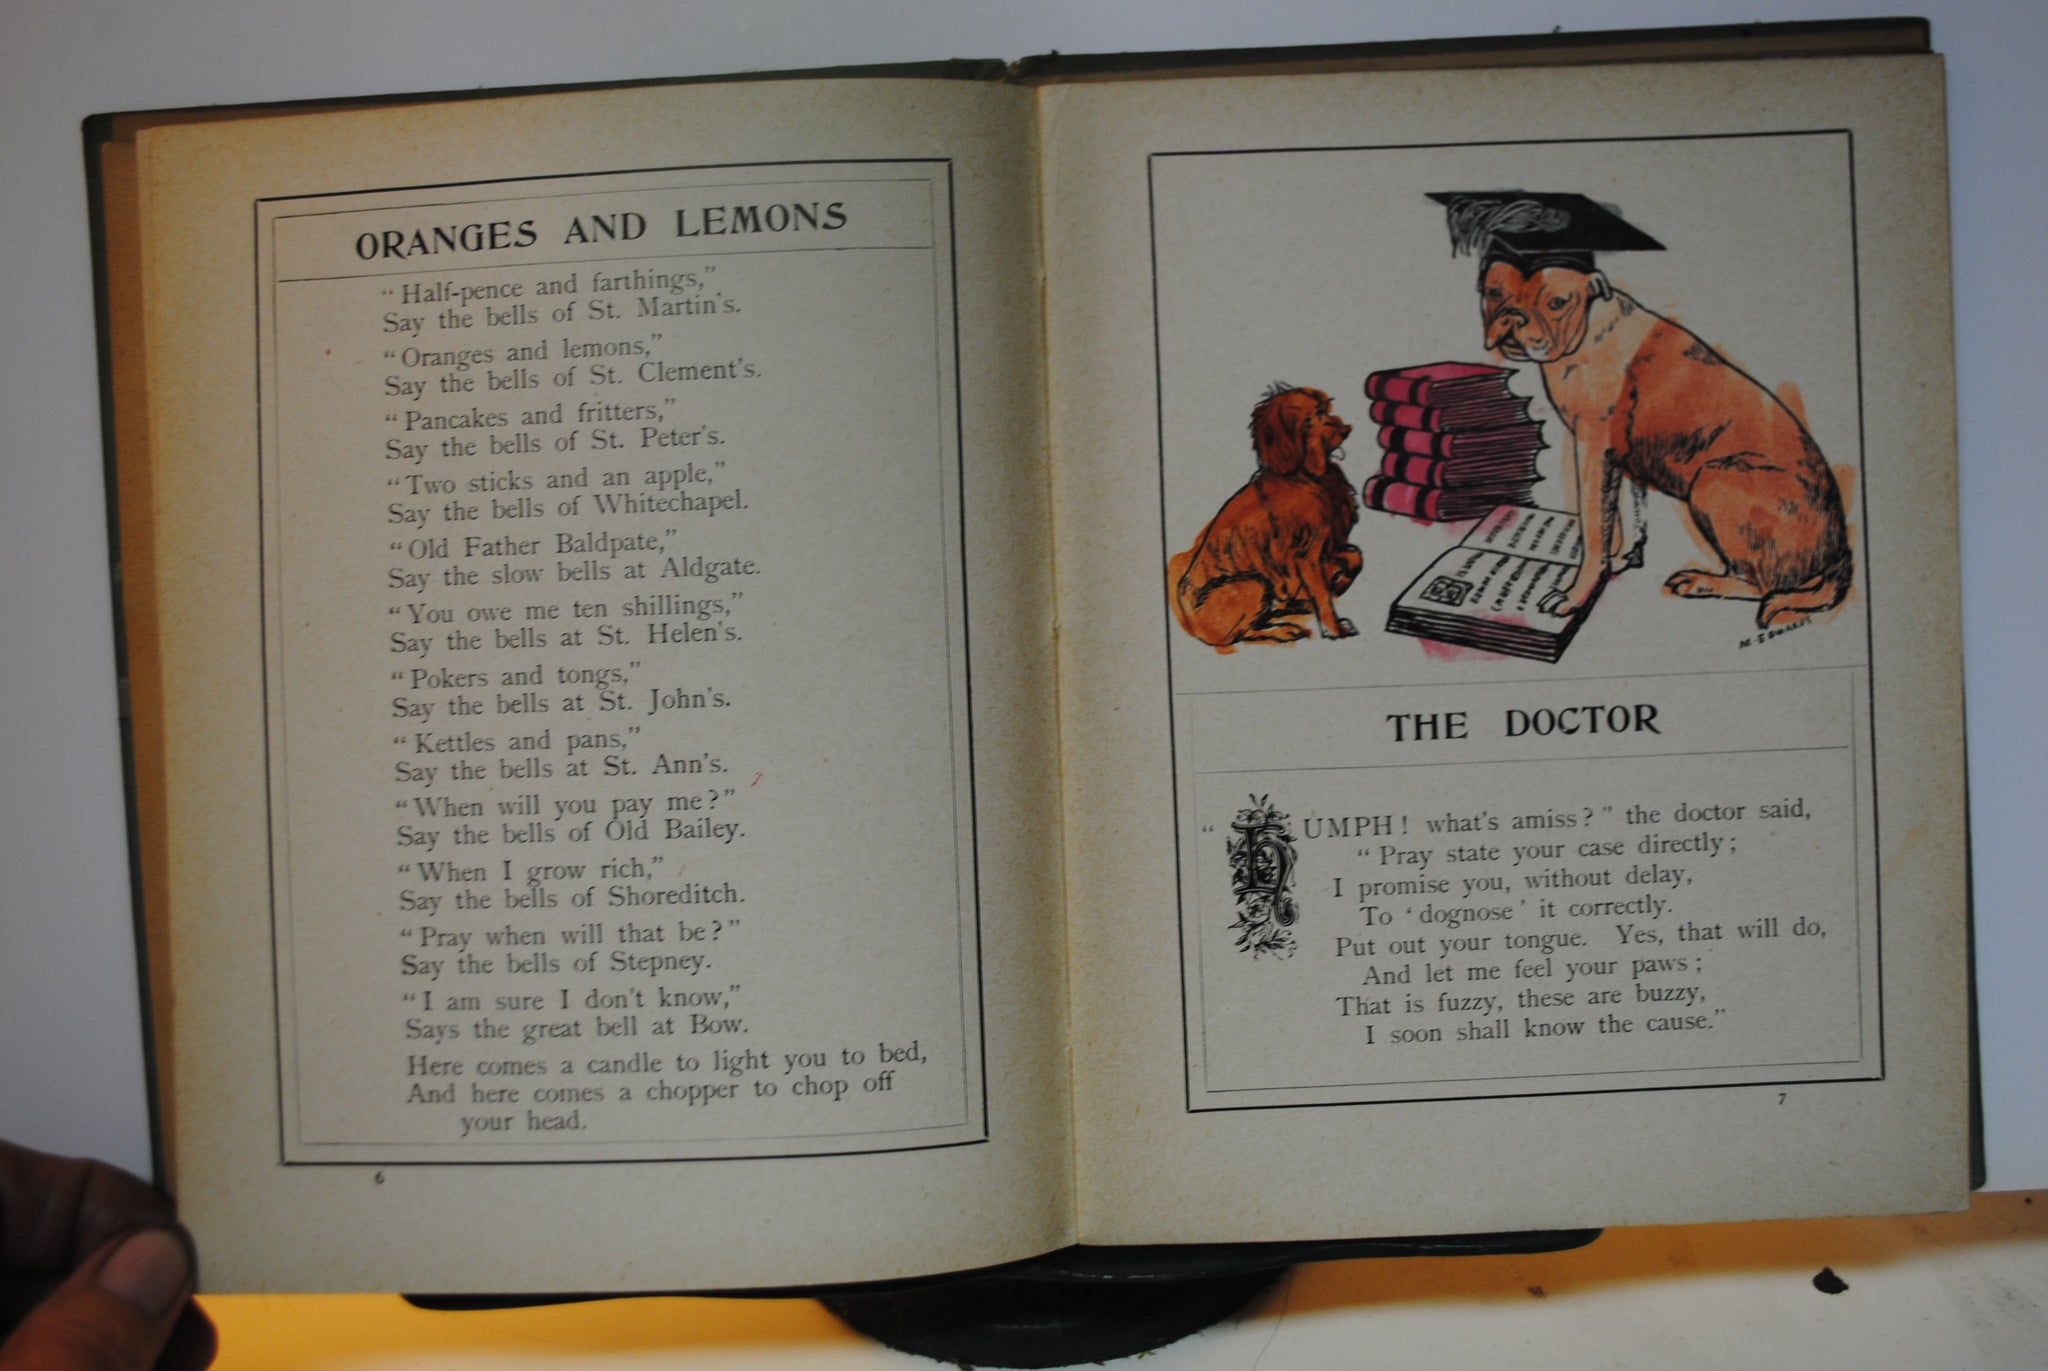 ORANGES AND LEMONS
“Half-pence and farthings,”
Say the bells of St. Martin’s.
“Oranges and lemons,”
Say the bells of St. Clement’s.
“Pancakes and fritters,”
Say the bells of St. Peter’s.
“Two sticks and an apple,”
Say the bells of Whitechapel.
“Old Father Baldpate,”
Say the slow bells at Aldgate.
“You owe me ten shillings,”
Say the bells at St. Helen’s.
“Pokers and tongs,”
Say the bells at St. John’s.
“Kettles and pans,”
Say the bells at St. Ann’s.
“When will you pay me?”
Say the bells of Old Bailey.
“When I grow rich,”
Say the bells of Shoreditch.
“Pray when will that be?”
Say the bells of Stepney.
“I am sure I don’t know,”
Says the great bell at Bow.
Here comes a candle to light you to bed,
And here comes a chopper to chop off
your head.
6
M. EDWARDS
THE DOCTOR
“HUMPH! what’s amiss?” the doctor said,
“Pray state your case directly;
I promise you, without delay,
To ‘dognose’ it correctly.
Put out your tongue. Yes, that will do,
And let me feel your paws;
That is fuzzy, these are buzzy,
I soon shall know the cause.”
7